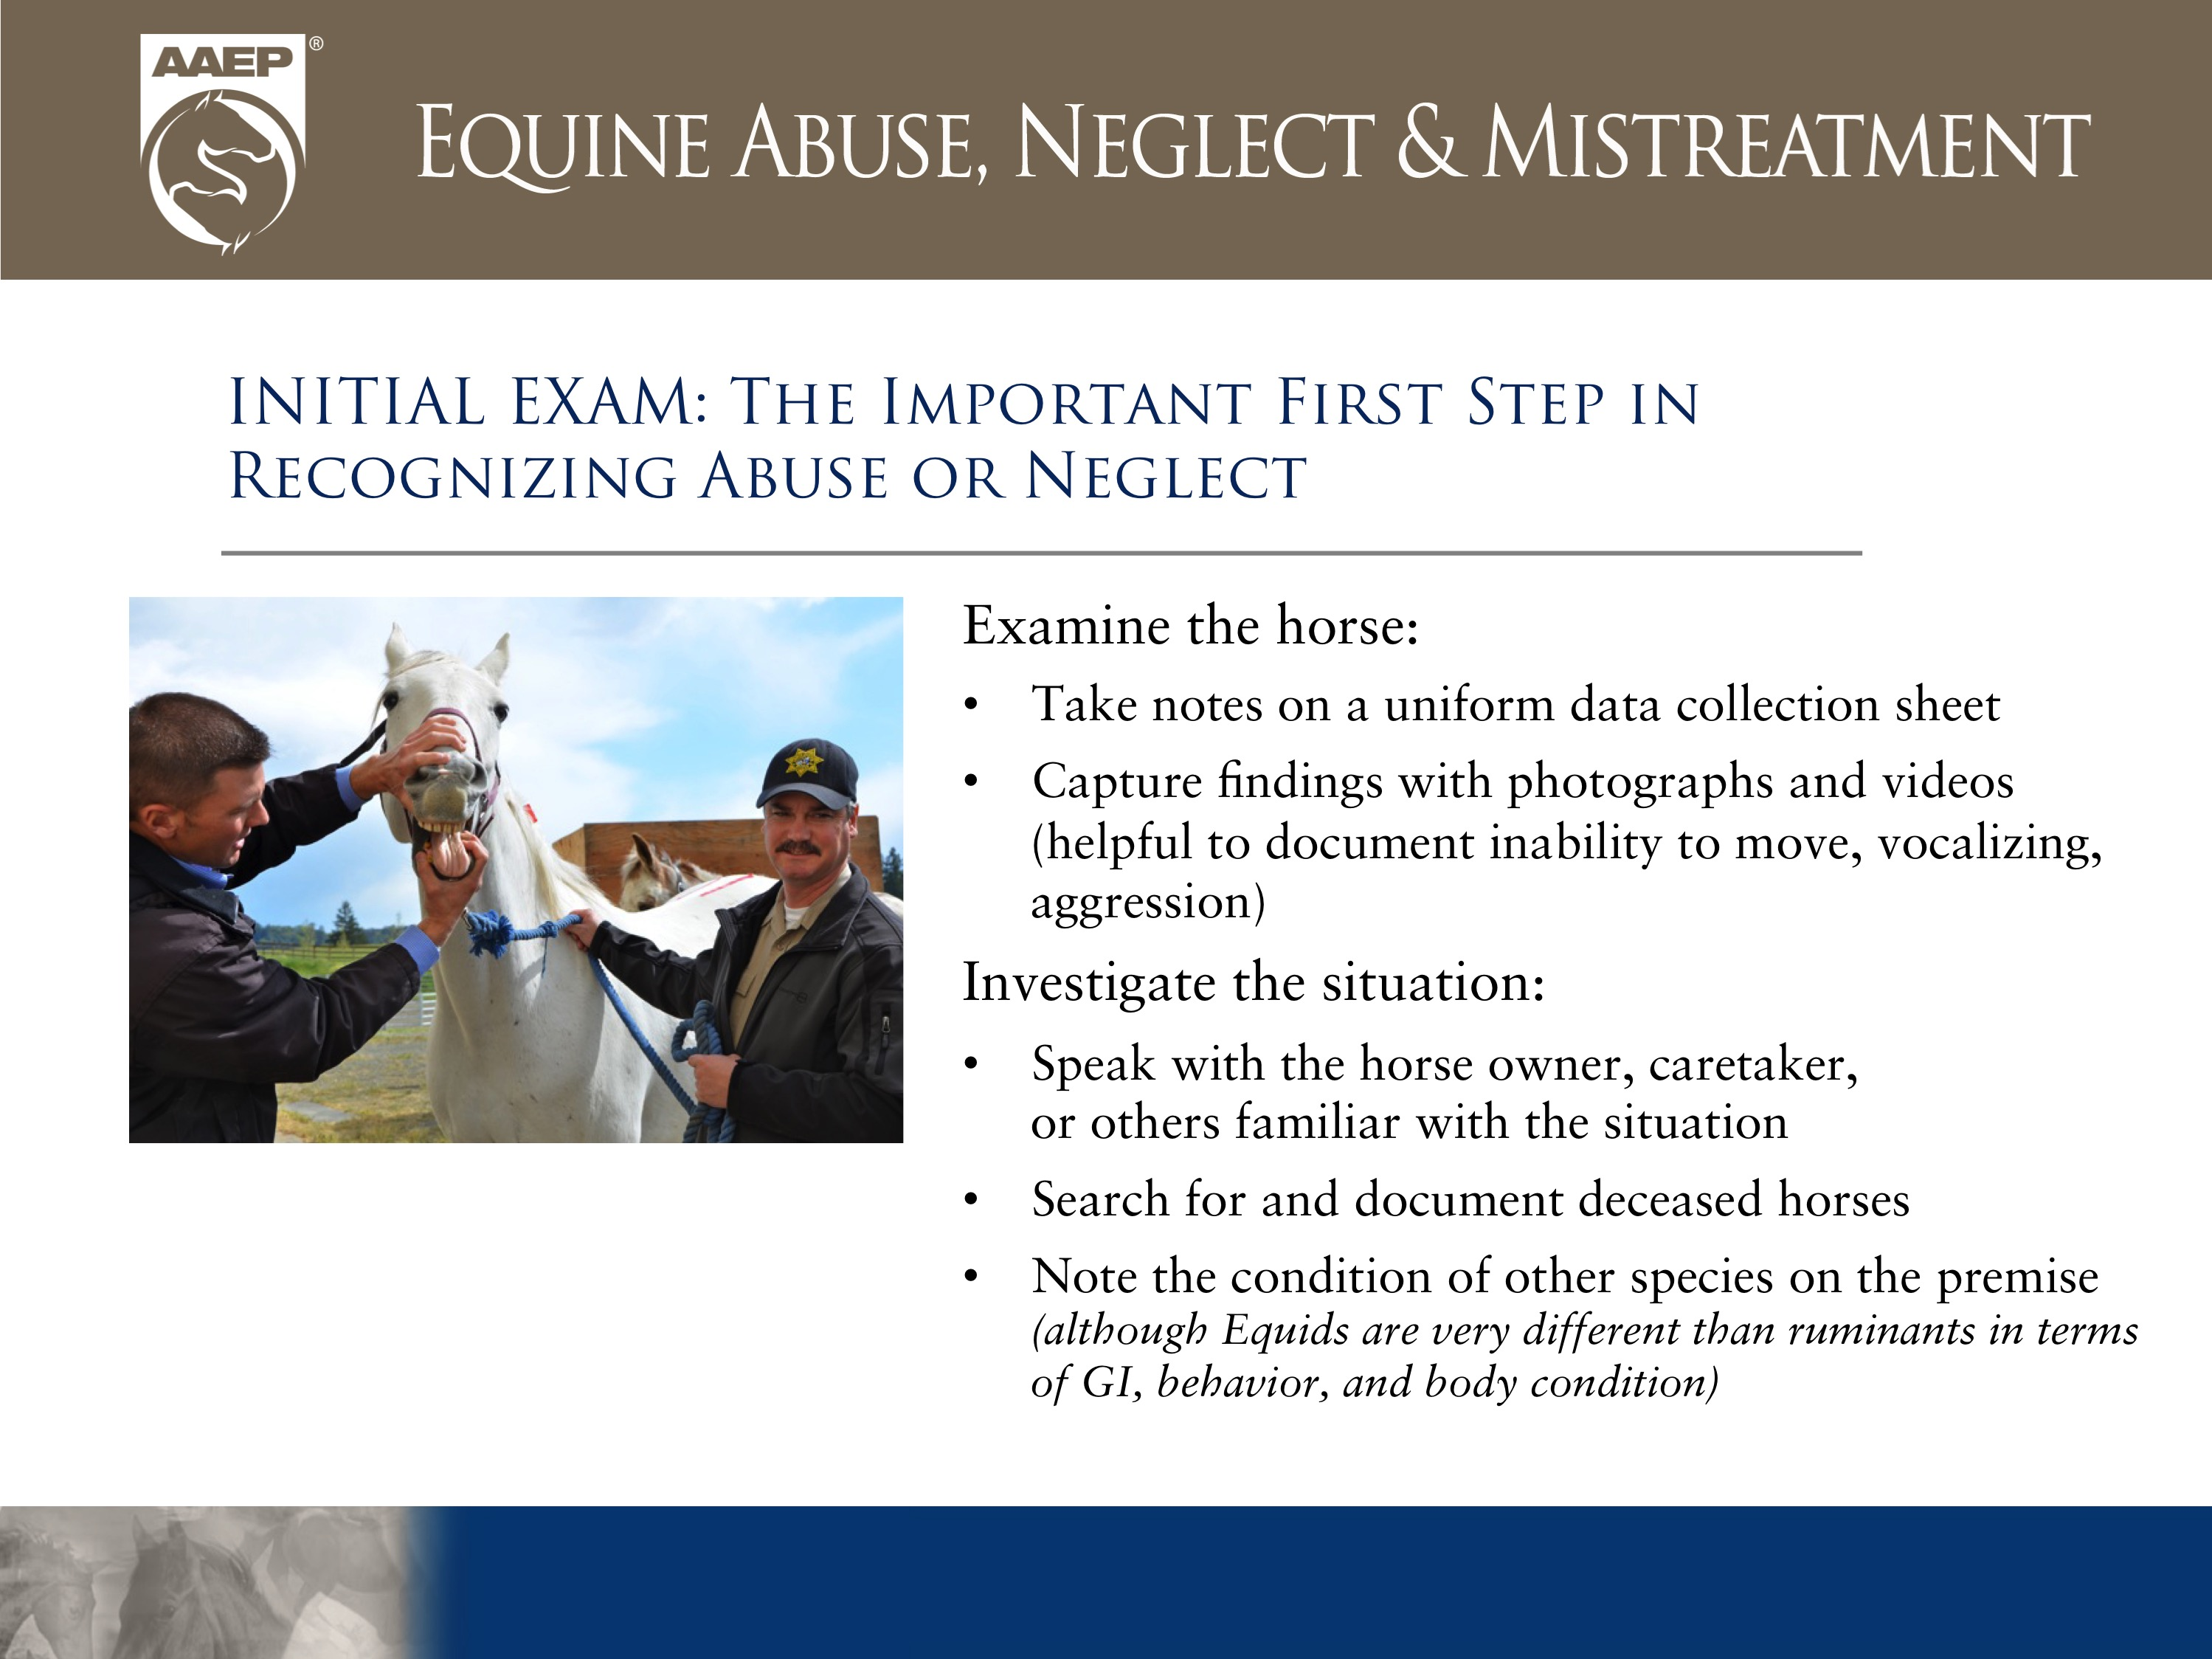 AAEP ®
EQUINE ABUSE, NEGLECT & MISTREATMENT
INITIAL EXAM: THE IMPORTANT FIRST STEP IN
RECOGNIZING ABUSE OR NEGLECT
Examine the horse:
• Take notes on a uniform data collection sheet
• Capture findings with photographs and videos
(helpful to document inability to move, vocalizing,
aggression)
Investigate the situation:
• Speak with the horse owner, caretaker,
or others familiar with the situation
• Search for and document deceased horses
• Note the condition of other species on the premise
(although Equids are very different than ruminants in terms
of GI, behavior, and body condition)